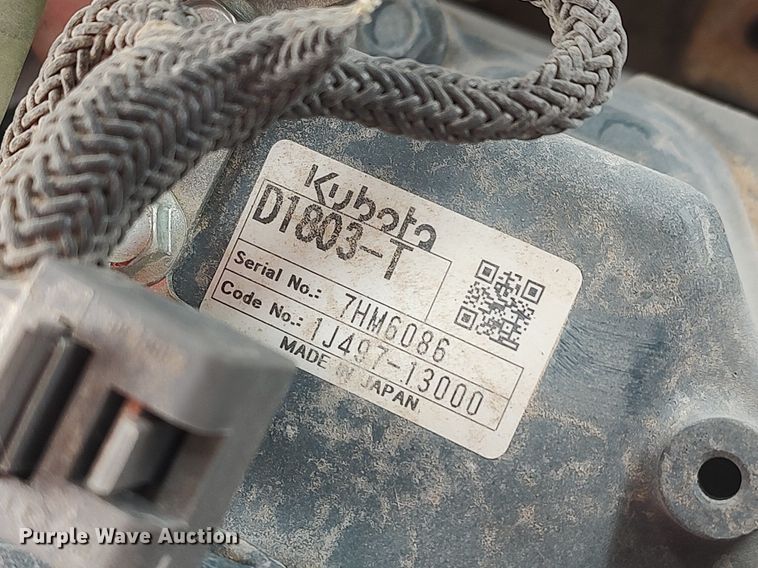 Kubota
D1803-T
Serial No.: 7HM6086
Code No.: 1J497-13000
MADE IN JAPAN
Purple Wave Auction